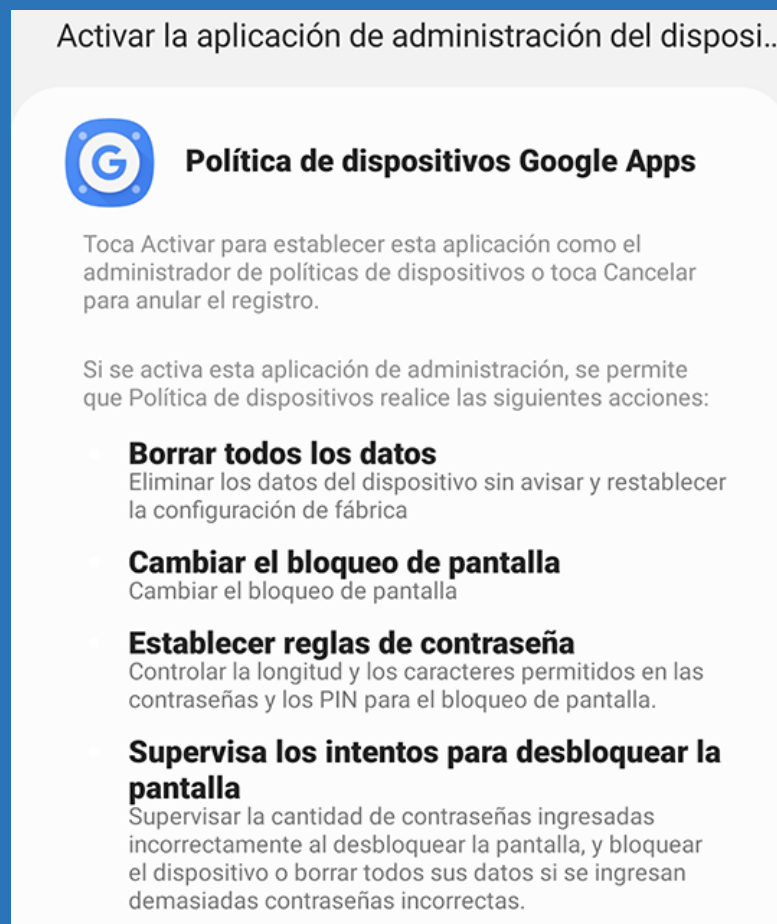 Activar la aplicación de administración del disposi...
G
Política de dispositivos Google Apps
Toca Activar para establecer esta aplicación como el
administrador de políticas de dispositivos o toca Cancelar
para anular el registro.
Si se activa esta aplicación de administración, se permite
que Política de dispositivos realice las siguientes acciones:
Borrar todos los datos
Eliminar los datos del dispositivo sin avisar y restablecer
la configuración de fábrica
Cambiar el bloqueo de pantalla
Cambiar el bloqueo de pantalla
Establecer reglas de contraseña
Controlar la longitud y los caracteres permitidos en las
contraseñas y los PIN para el bloqueo de pantalla.
Supervisa los intentos para desbloquear la
pantalla
Supervisar la cantidad de contraseñas ingresadas
incorrectamente al desbloquear la pantalla, y bloquear
el dispositivo o borrar todos sus datos si se ingresan
demasiadas contraseñas incorrectas.